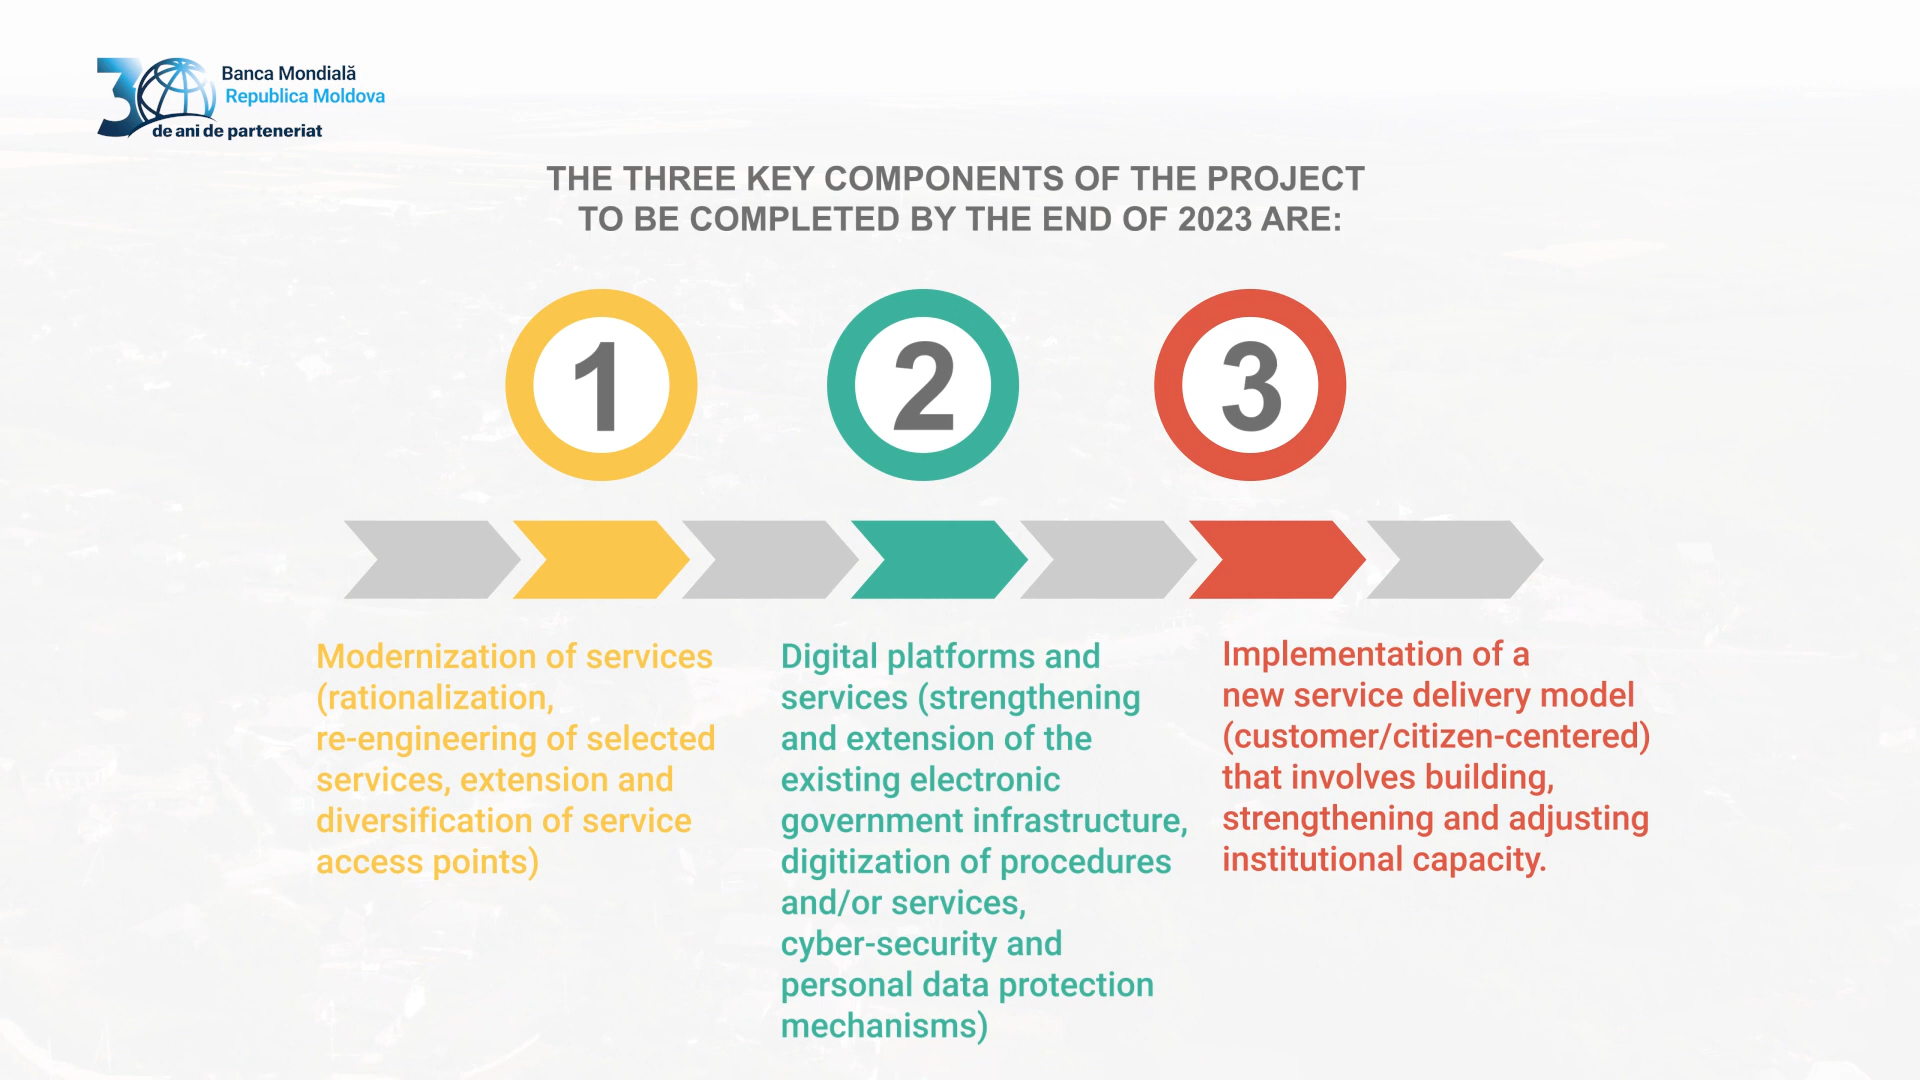 30
Banca Mondială
Republica Moldova
de ani de parteneriat
THE THREE KEY COMPONENTS OF THE PROJECT
TO BE COMPLETED BY THE END OF 2023 ARE:
1
2
3
Modernization of services
(rationalization,
re-engineering of selected
services, extension and
diversification of service
access points)
Digital platforms and
services (strengthening
and extension of the
existing electronic
government infrastructure,
digitization of procedures
and/or services,
cyber-security and
personal data protection
mechanisms)
Implementation of a
new service delivery model
(customer/citizen-centered)
that involves building,
strengthening and adjusting
institutional capacity.